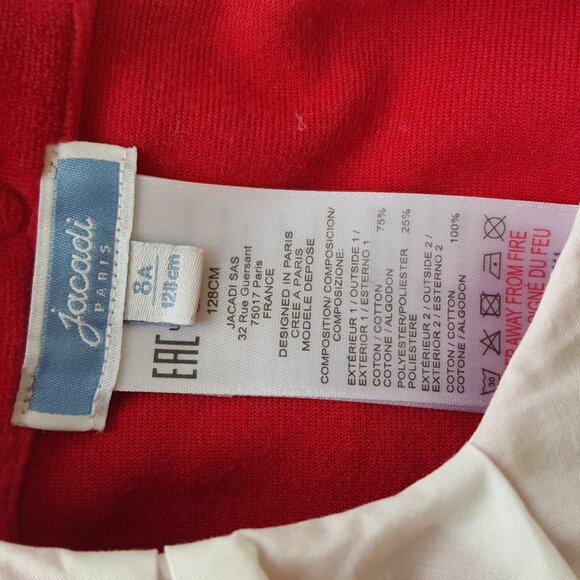 Jacadi
PARIS
8A
128cm
EAC
128CM
JACADI SAS
32 Rue Guersant
75017 Paris
FRANCE
DESIGNED IN PARIS
CREE A PARIS
MODELE DEPOSE
COMPOSITION/COMPOSICION/
COMPOSIZIONE:
EXTÉRIEUR 1 / OUTSIDE 1 /
EXTERIOR 1 / ESTERNO 1
COTON / COTTON 75%
COTONE / ALGODON
POLYESTER/POLIESTER 25%
POLIESTERE
EXTÉRIEUR 2 / OUTSIDE 2 /
EXTERIOR 2 / ESTERNO 2
COTON / COTTON 100%
COTONE / ALGODON
30
AWAY FROM FIRE
DU FEU